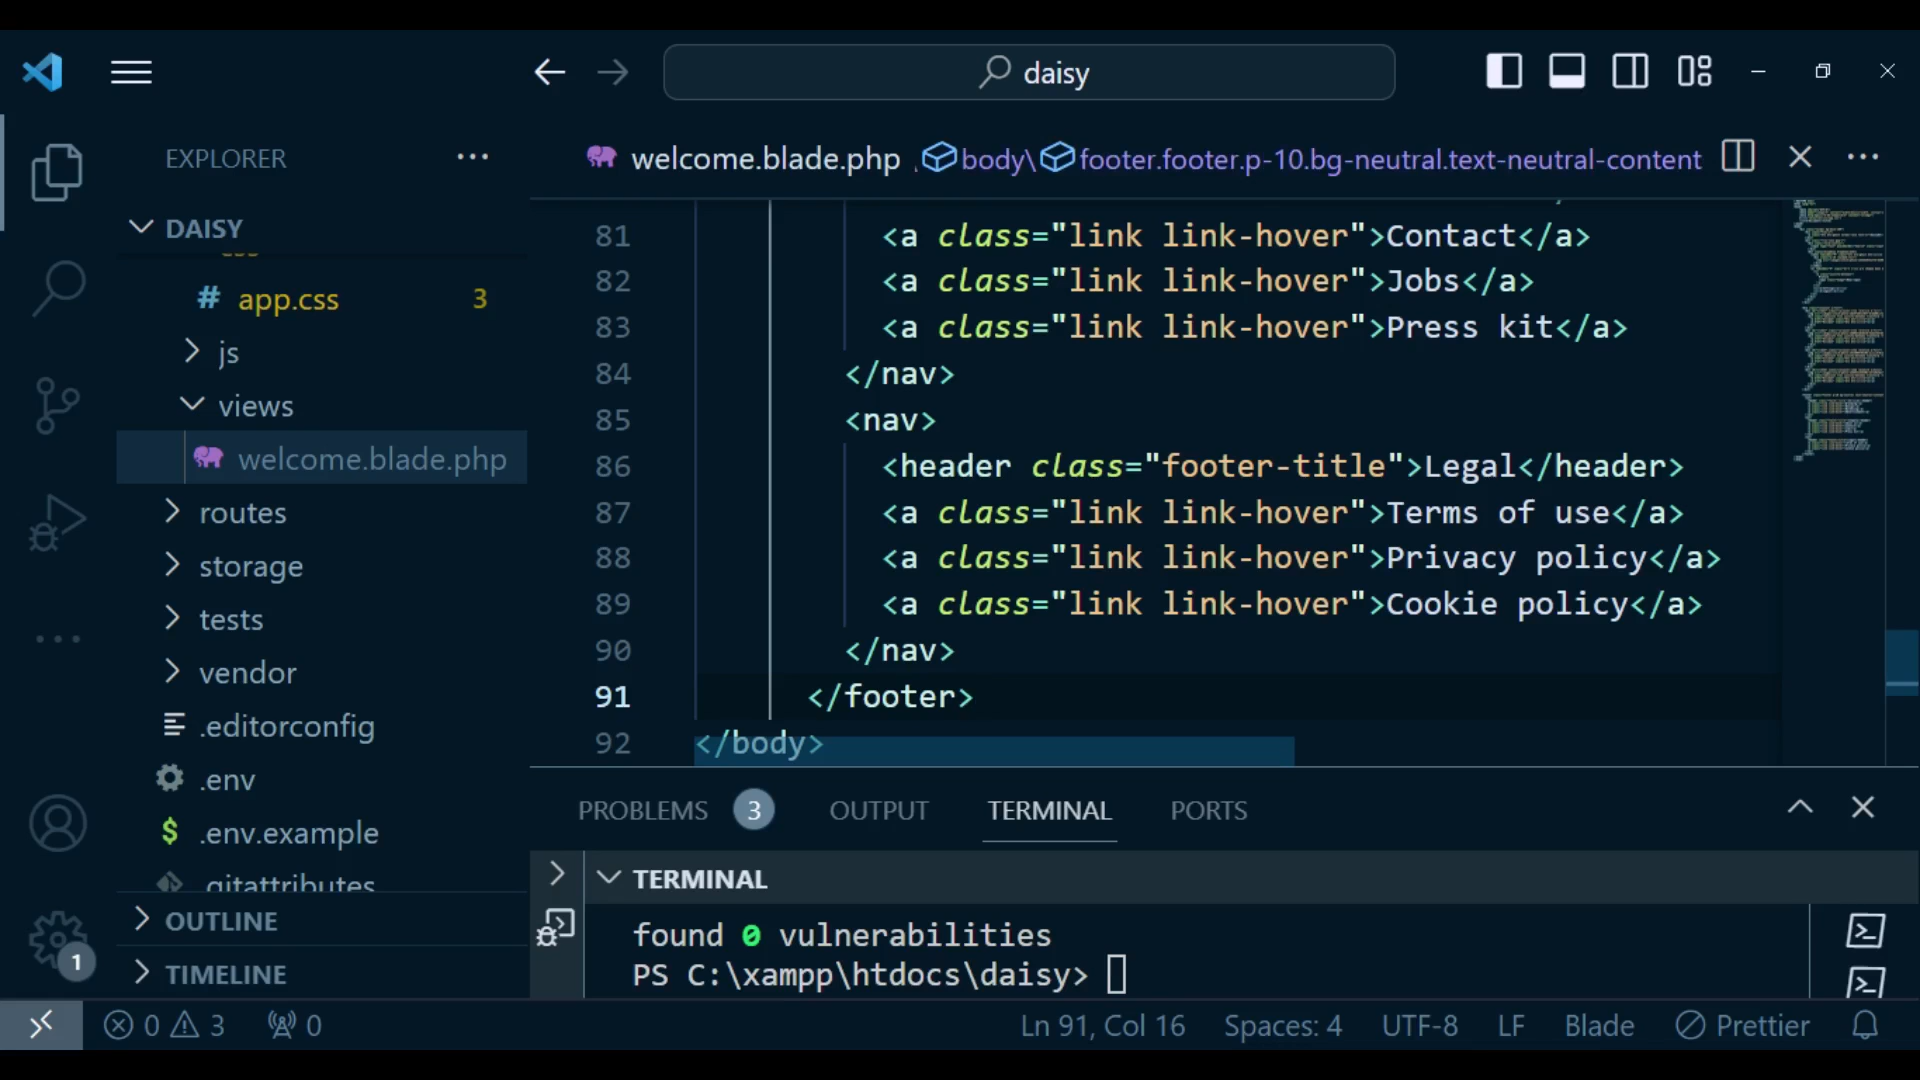 daisy
EXPLORER
DAISY
css
# app.css 3
js
views
welcome.blade.php
routes
storage
tests
vendor
.editorconfig
.env
$ .env.example
.gitattributes
OUTLINE
TIMELINE
1
welcome.blade.php body\ footer.footer.p-10.bg-neutral.text-neutral-content
81 <a class="link link-hover">Contact</a>
82 <a class="link link-hover">Jobs</a>
83 <a class="link link-hover">Press kit</a>
84 </nav>
85 <nav>
86 <header class="footer-title">Legal</header>
87 <a class="link link-hover">Terms of use</a>
88 <a class="link link-hover">Privacy policy</a>
89 <a class="link link-hover">Cookie policy</a>
90 </nav>
91 </footer>
92 </body>
PROBLEMS 3 OUTPUT TERMINAL PORTS
TERMINAL
found 0 vulnerabilities
PS C:\xampp\htdocs\daisy>
0 3 0 Ln 91, Col 16 Spaces: 4 UTF-8 LF Blade Prettier